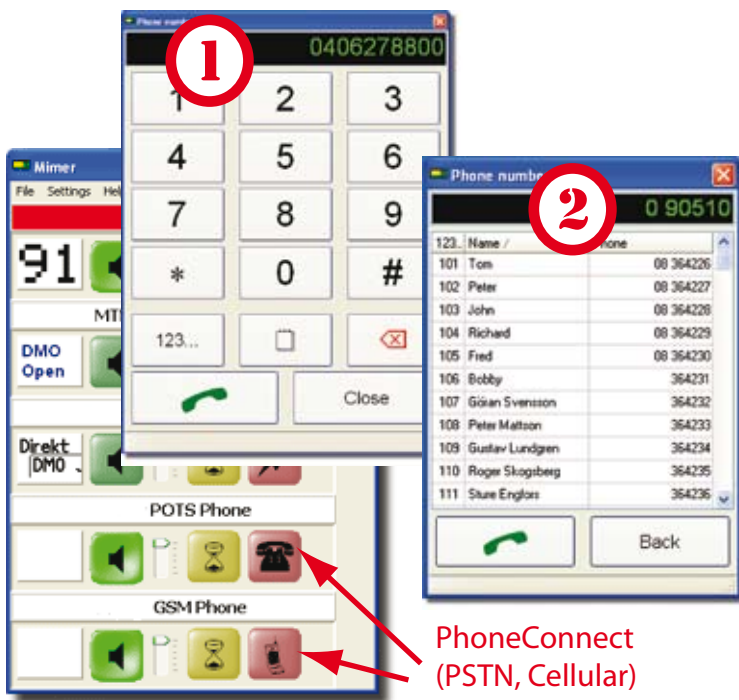 Phone number
0406278800
1
1 2 3
4 5 6
7 8 9
* 0 #
123...
Close
Mimer
File Settings Help
91
DMO
Open
Direkt
DMO
POTS Phone
GSM Phone
2
0 90510
123.. Name / Phone
101 Tom 08 364226
102 Peter 08 364227
103 John 08 364228
104 Richard 08 364229
105 Fred 08 364230
106 Bobby 364231
107 Göran Svensson 364232
108 Peter Mattson 364233
109 Gustav Lundgren 364234
110 Roger Skogsberg 364235
111 Sture Englors 364236
Back
PhoneConnect
(PSTN, Cellular)